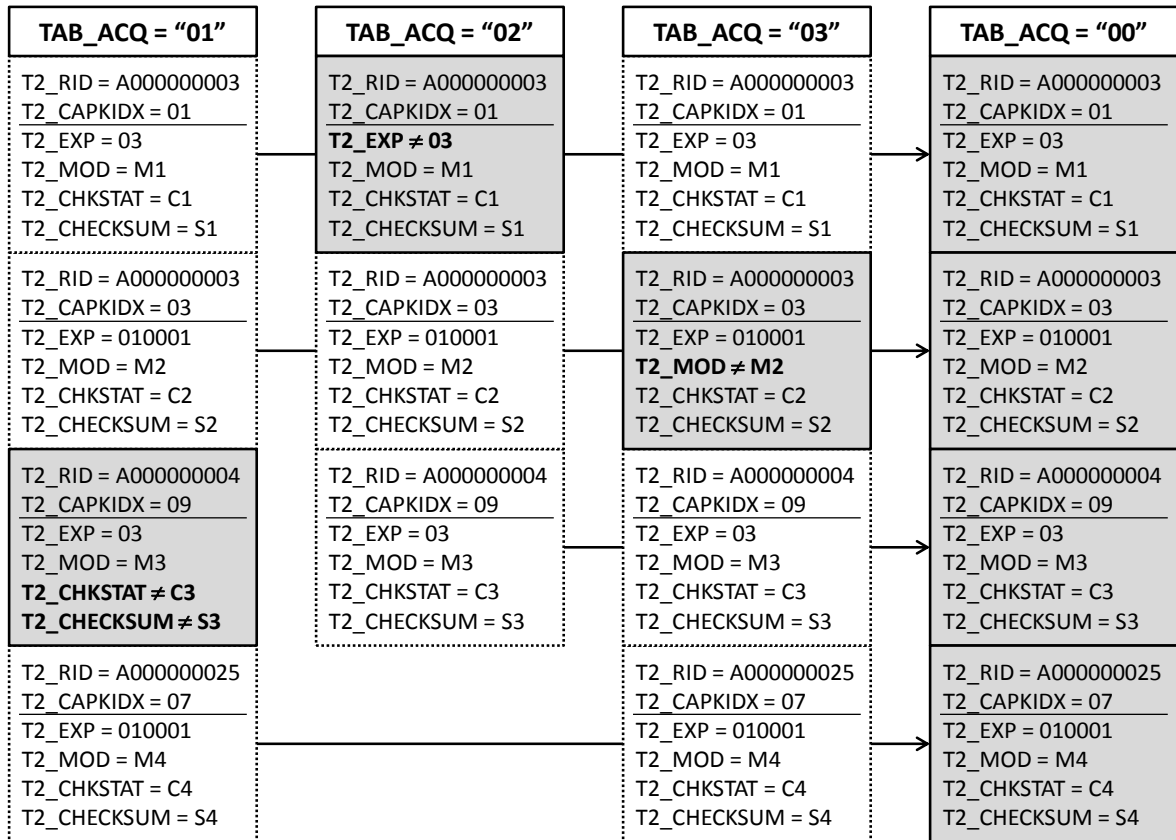 TAB_ACQ = “01”
T2_RID = A000000003
T2_CAPKIDX = 01
T2_EXP = 03
T2_MOD = M1
T2_CHKSTAT = C1
T2_CHECKSUM = S1
T2_RID = A000000003
T2_CAPKIDX = 03
T2_EXP = 010001
T2_MOD = M2
T2_CHKSTAT = C2
T2_CHECKSUM = S2
T2_RID = A000000004
T2_CAPKIDX = 09
T2_EXP = 03
T2_MOD = M3
T2_CHKSTAT ≠ C3
T2_CHECKSUM ≠ S3
T2_RID = A000000025
T2_CAPKIDX = 07
T2_EXP = 010001
T2_MOD = M4
T2_CHKSTAT = C4
T2_CHECKSUM = S4
TAB_ACQ = “02”
T2_RID = A000000003
T2_CAPKIDX = 01
T2_EXP ≠ 03
T2_MOD = M1
T2_CHKSTAT = C1
T2_CHECKSUM = S1
T2_RID = A000000003
T2_CAPKIDX = 03
T2_EXP = 010001
T2_MOD = M2
T2_CHKSTAT = C2
T2_CHECKSUM = S2
T2_RID = A000000004
T2_CAPKIDX = 09
T2_EXP = 03
T2_MOD = M3
T2_CHKSTAT = C3
T2_CHECKSUM = S3
TAB_ACQ = “03”
T2_RID = A000000003
T2_CAPKIDX = 01
T2_EXP = 03
T2_MOD = M1
T2_CHKSTAT = C1
T2_CHECKSUM = S1
T2_RID = A000000003
T2_CAPKIDX = 03
T2_EXP = 010001
T2_MOD ≠ M2
T2_CHKSTAT = C2
T2_CHECKSUM = S2
T2_RID = A000000004
T2_CAPKIDX = 09
T2_EXP = 03
T2_MOD = M3
T2_CHKSTAT = C3
T2_CHECKSUM = S3
T2_RID = A000000025
T2_CAPKIDX = 07
T2_EXP = 010001
T2_MOD = M4
T2_CHKSTAT = C4
T2_CHECKSUM = S4
TAB_ACQ = “00”
T2_RID = A000000003
T2_CAPKIDX = 01
T2_EXP = 03
T2_MOD = M1
T2_CHKSTAT = C1
T2_CHECKSUM = S1
T2_RID = A000000003
T2_CAPKIDX = 03
T2_EXP = 010001
T2_MOD = M2
T2_CHKSTAT = C2
T2_CHECKSUM = S2
T2_RID = A000000004
T2_CAPKIDX = 09
T2_EXP = 03
T2_MOD = M3
T2_CHKSTAT = C3
T2_CHECKSUM = S3
T2_RID = A000000025
T2_CAPKIDX = 07
T2_EXP = 010001
T2_MOD = M4
T2_CHKSTAT = C4
T2_CHECKSUM = S4